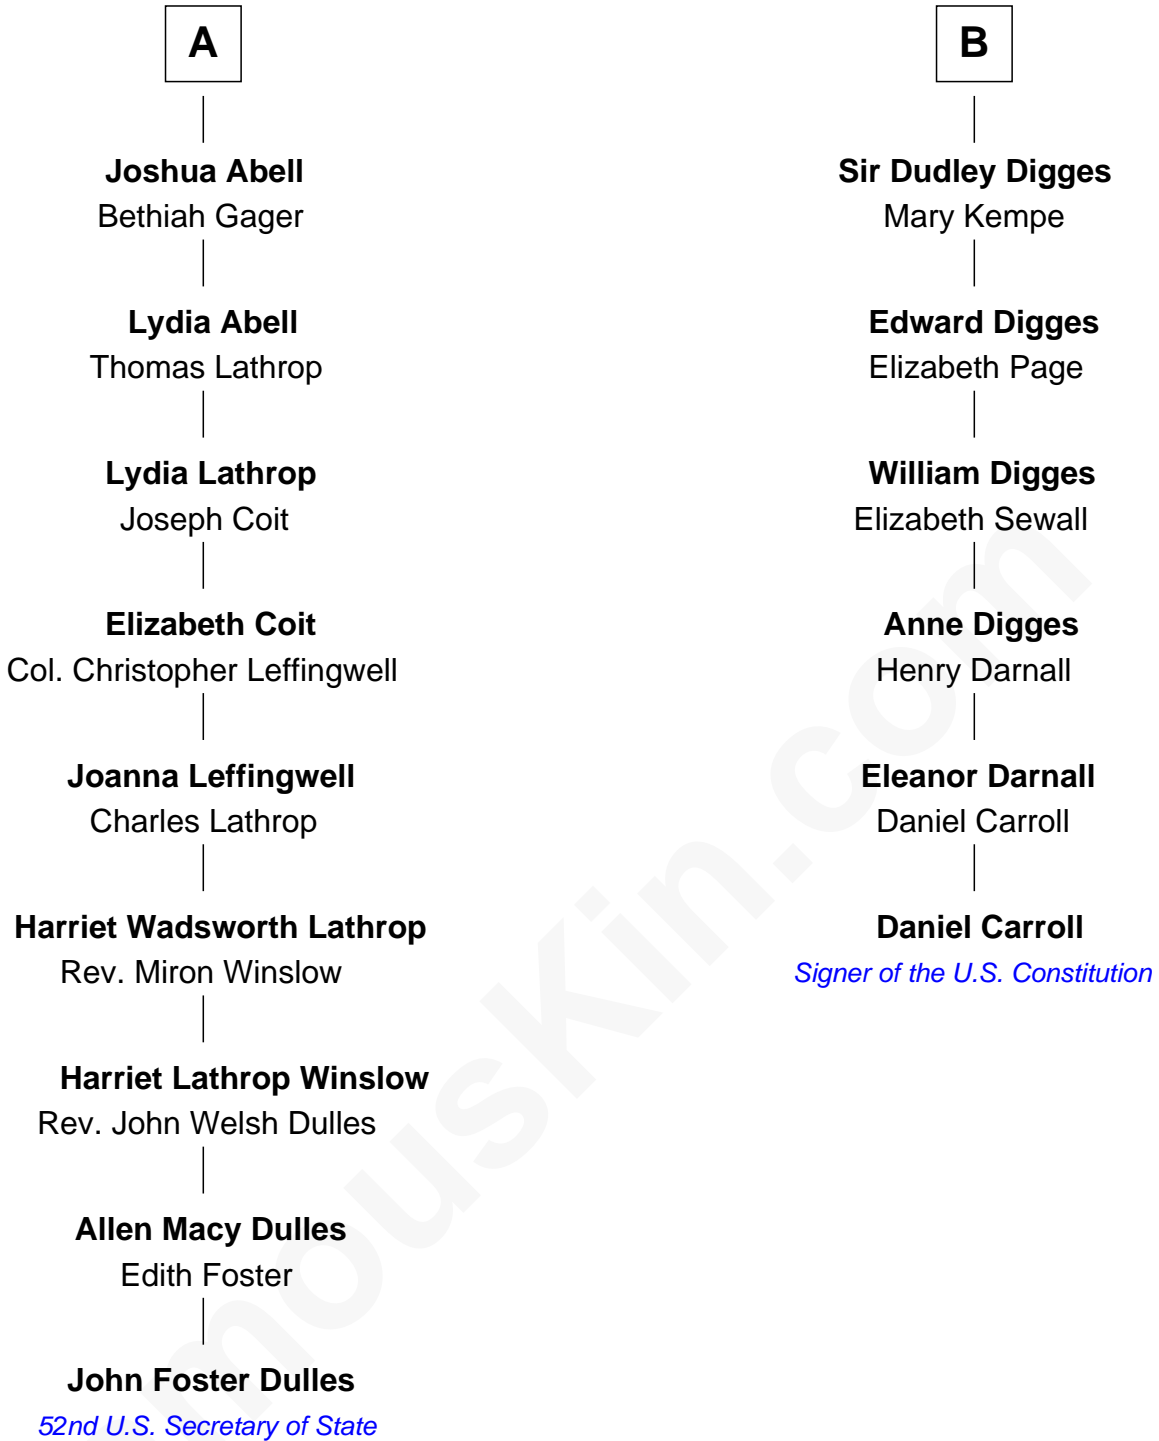 A
Joshua Abell
Bethiah Gager
Lydia Abell
Thomas Lathrop
Lydia Lathrop
Joseph Coit
Elizabeth Coit
Col. Christopher Leffingwell
Joanna Leffingwell
Charles Lathrop
Harriet Wadsworth Lathrop
Rev. Miron Winslow
Harriet Lathrop Winslow
Rev. John Welsh Dulles
Allen Macy Dulles
Edith Foster
John Foster Dulles
52nd U.S. Secretary of State
B
Sir Dudley Digges
Mary Kempe
Edward Digges
Elizabeth Page
William Digges
Elizabeth Sewall
Anne Digges
Henry Darnall
Eleanor Darnall
Daniel Carroll
Daniel Carroll
Signer of the U.S. Constitution
mouskin.com